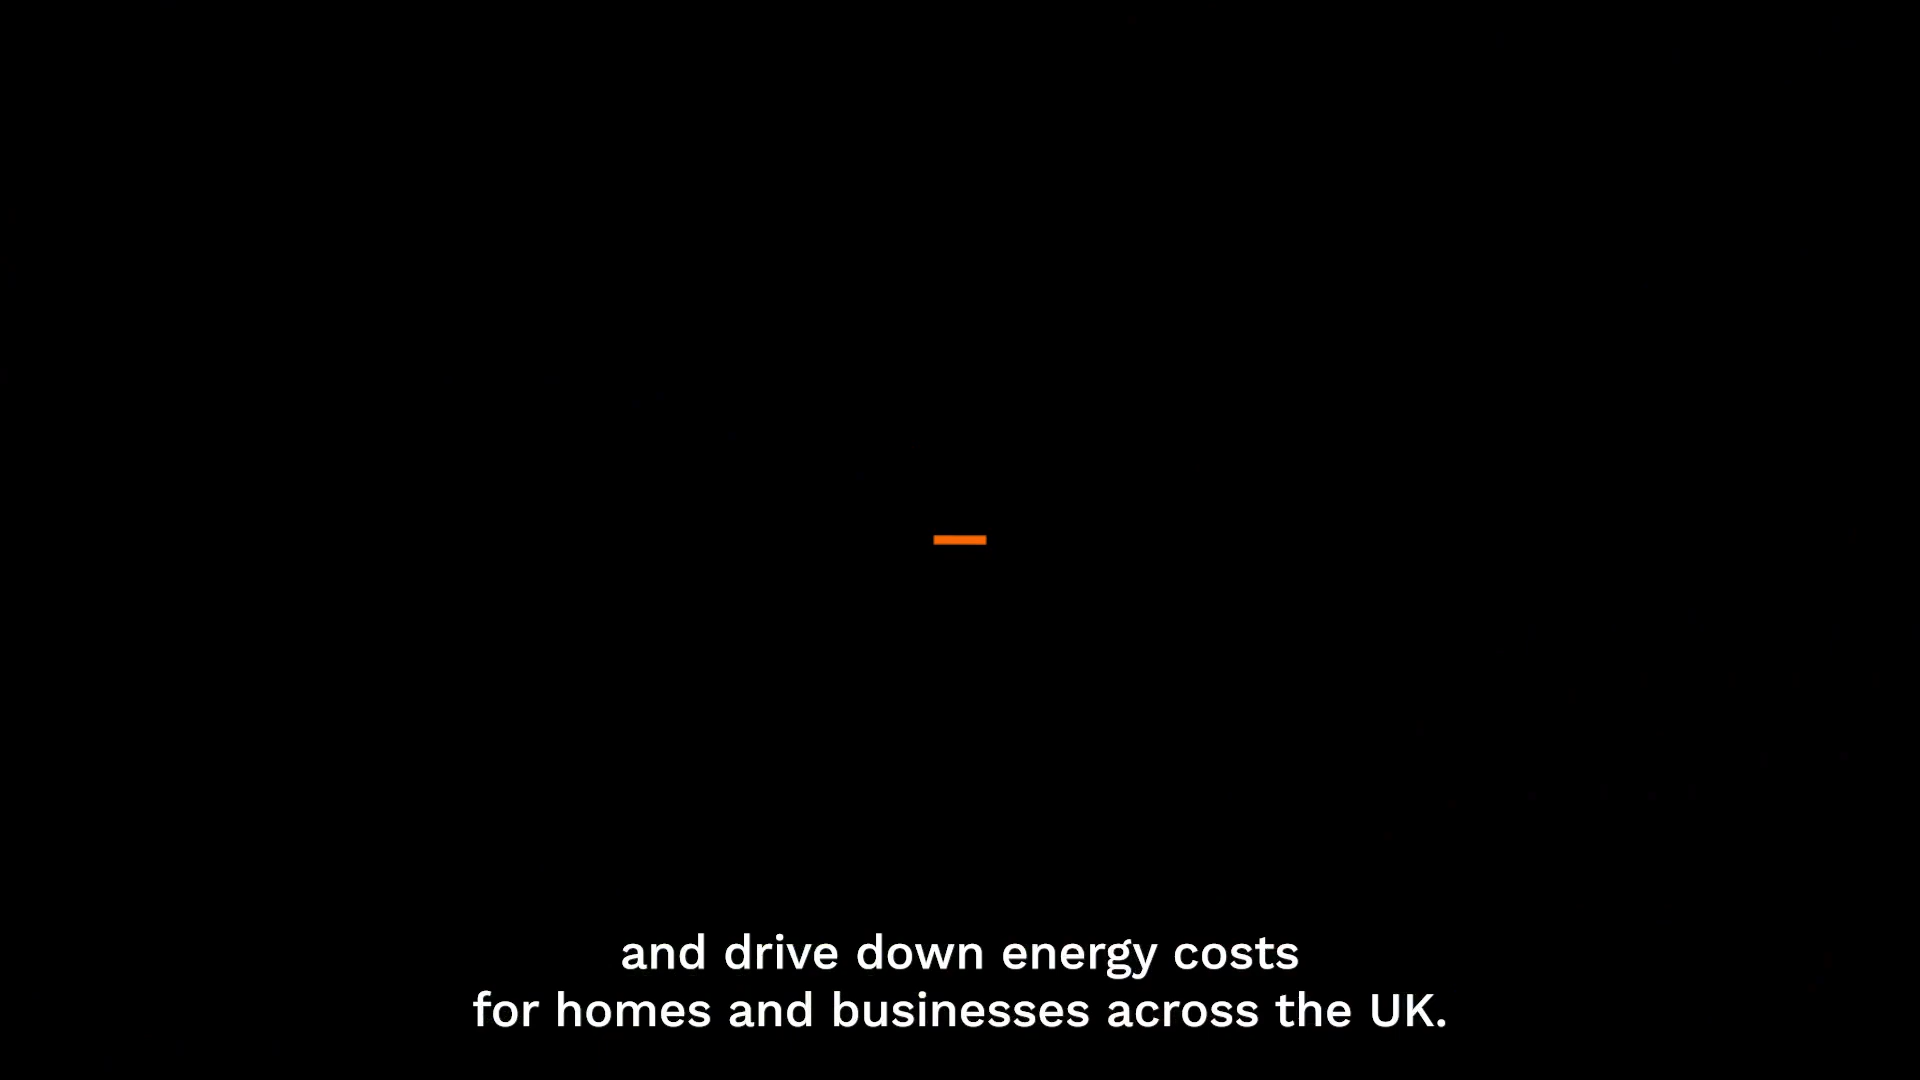 and drive down energy costs
for homes and businesses across the UK.